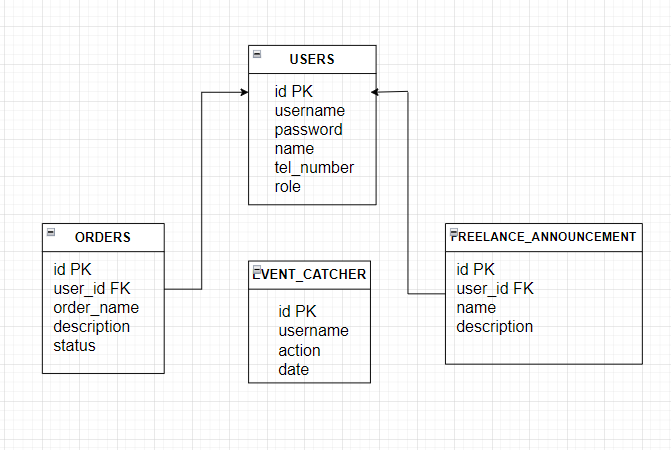 USERS
id PK
username
password
name
tel_number
role
ORDERS
id PK
user_id FK
order_name
description
status
EVENT_CATCHER
id PK
username
action
date
FREELANCE_ANNOUNCEMENT
id PK
user_id FK
name
description